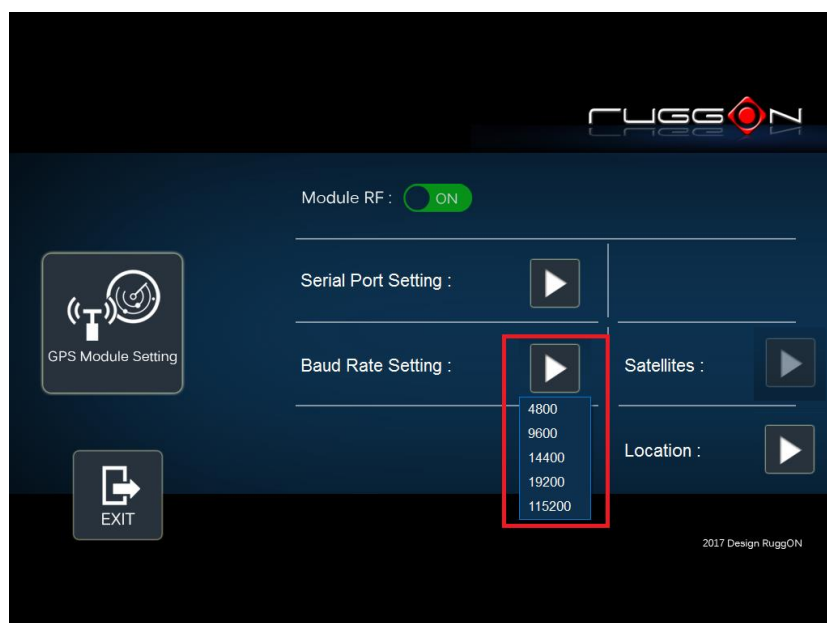 RUGGON
Module RF : ON
Serial Port Setting :
GPS Module Setting
Baud Rate Setting :
Satellites :
4800
9600
14400
19200
115200
Location :
EXIT
2017 Design RuggON